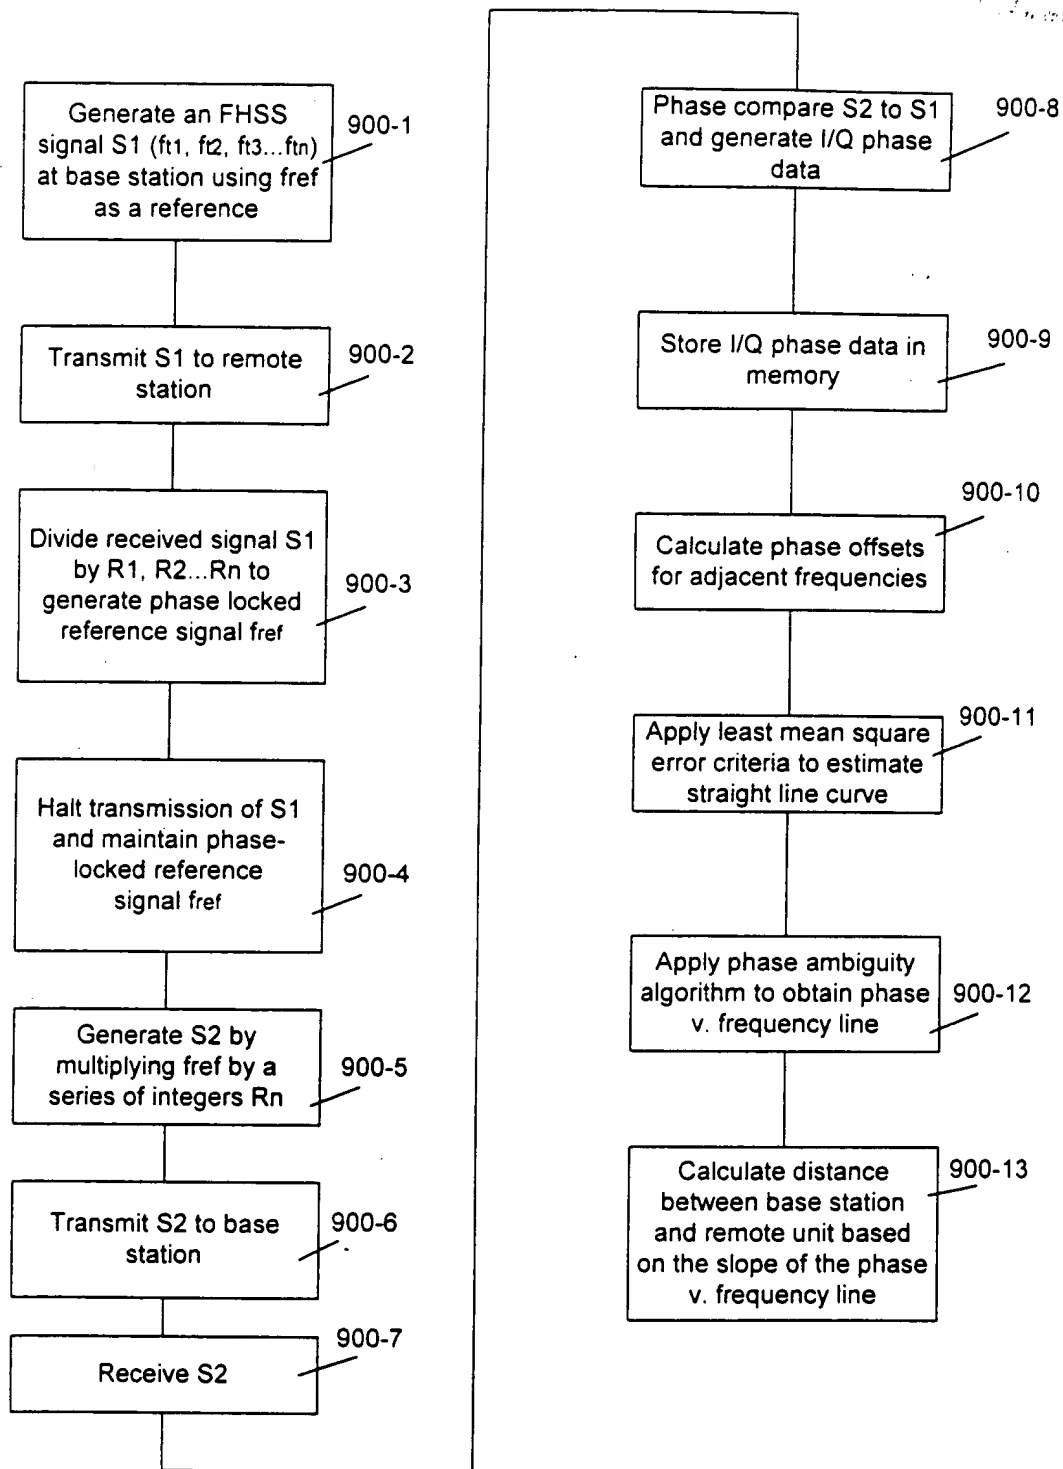 Generate an FHSS
signal S1 (ft1, ft2, ft3...ftn)
at base station using fref
as a reference
900-1
Transmit S1 to remote
station
900-2
Divide received signal S1
by R1, R2...Rn to
generate phase locked
reference signal fref
900-3
Halt transmission of S1
and maintain phase-
locked reference
signal fref
900-4
Generate S2 by
multiplying fref by a
series of integers Rn
900-5
Transmit S2 to base
station
900-6
Receive S2
900-7
Phase compare S2 to S1
and generate I/Q phase
data
900-8
Store I/Q phase data in
memory
900-9
Calculate phase offsets
for adjacent frequencies
900-10
Apply least mean square
error criteria to estimate
straight line curve
900-11
Apply phase ambiguity
algorithm to obtain phase
v. frequency line
900-12
Calculate distance
between base station
and remote unit based
on the slope of the phase
v. frequency line
900-13